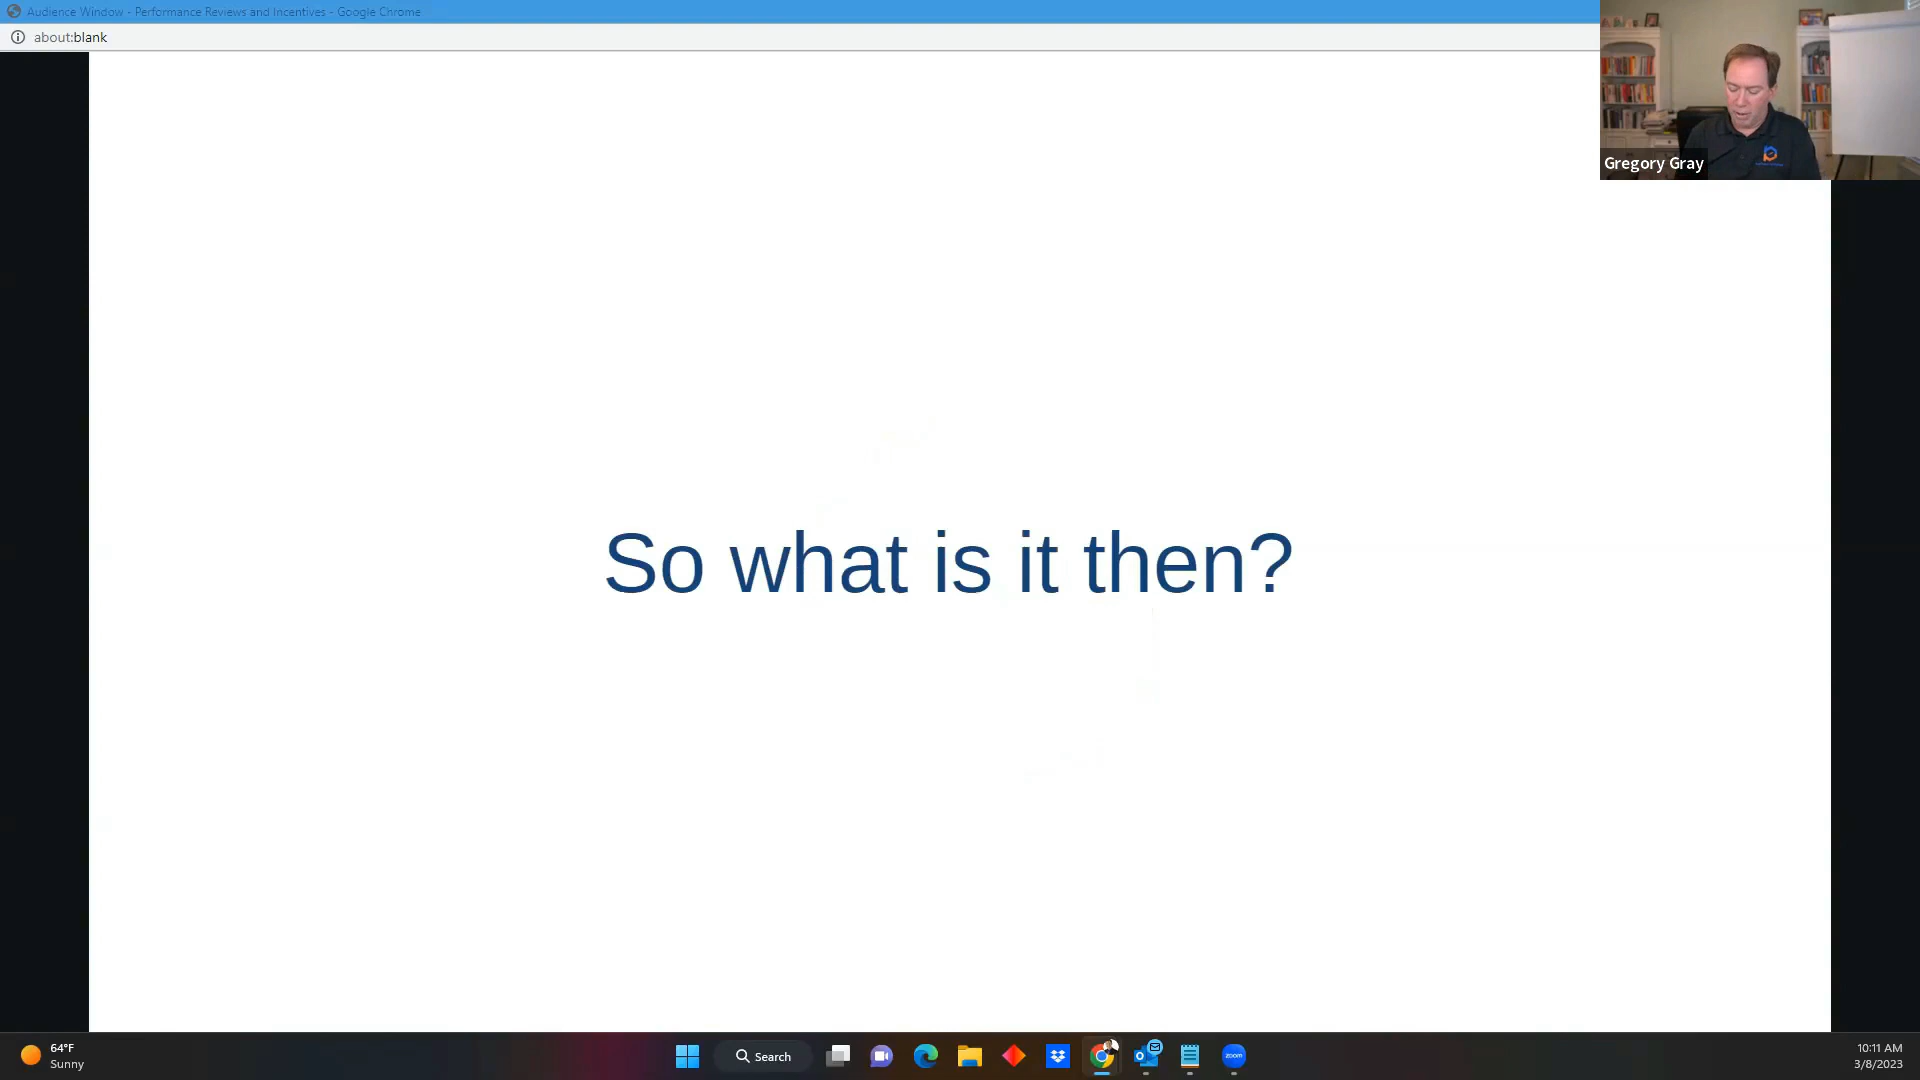 Audience Window - Performance Reviews and Incentives - Google Chrome
about:blank
Gregory Gray
So what is it then?
64°F
Sunny
Search
zoom
10:11 AM
3/8/2023